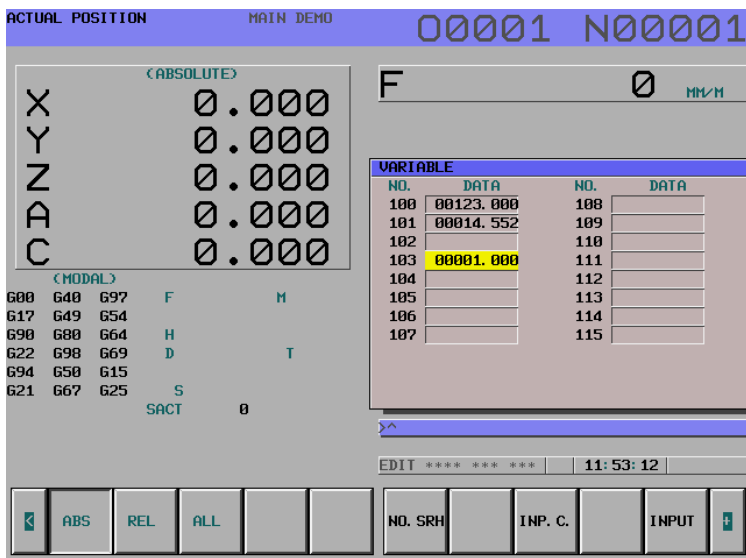 ACTUAL POSITION MAIN DEMO O0001 N00001
(ABSOLUTE)
X 0.000
Y 0.000
Z 0.000
A 0.000
C 0.000
(MODAL)
G00 G40 G97 F M
G17 G49 G54
G90 G80 G64 H
G22 G98 G69 D T
G94 G50 G15
G21 G67 G25 S
SACT 0
F 0 MM/M
VARIABLE
NO. DATA NO. DATA
100 00123.000 108
101 00014.552 109
102 110
103 00001.000 111
104 112
105 113
106 114
107 115
>^
EDIT **** *** *** 11:53:12
< ABS REL ALL NO. SRH INP. C. INPUT +